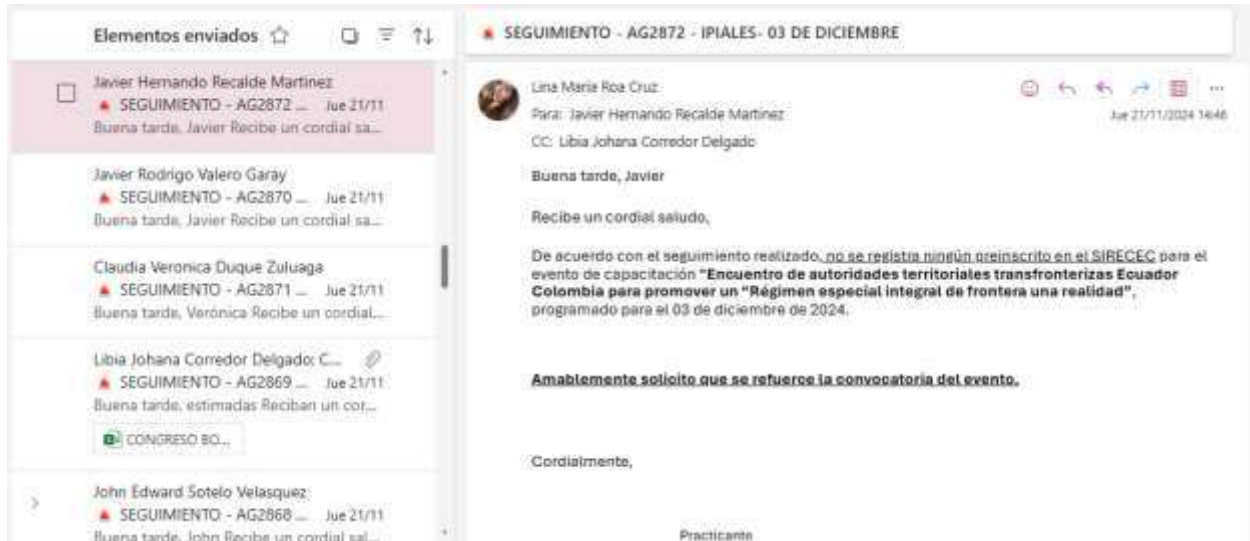 Elementos enviados
Javier Hernando Recalde Martinez
SEGUIMIENTO - AG2872 ... Jue 21/11
Buena tarde, Javier Recibe un cordial sa...
Javier Rodrigo Valero Garay
SEGUIMIENTO - AG2870 ... Jue 21/11
Buena tarde, Javier Recibe un cordial sa...
Claudia Veronica Duque Zuluaga
SEGUIMIENTO - AG2871 ... Jue 21/11
Buena tarde, Verónica Recibe un cordial...
Libia Johana Corredor Delgado; C...
SEGUIMIENTO - AG2869 ... Jue 21/11
Buena tarde, estimadas Reciban un cor...
CONGRESO BO...
John Edward Sotelo Velasquez
SEGUIMIENTO - AG2868 ... Jue 21/11
Buena tarde, John Recibe un cordial sal...
SEGUIMIENTO - AG2872 - IPIALES- 03 DE DICIEMBRE
Lina Maria Roa Cruz
Para: Javier Hernando Recalde Martinez
Jue 21/11/2024 14:46
CC: Libia Johana Corredor Delgado
Buena tarde, Javier
Recibe un cordial saludo,
De acuerdo con el seguimiento realizado, no se registra ningún preinscrito en el SIRECEC para el
evento de capacitación "Encuentro de autoridades territoriales transfronterizas Ecuador
Colombia para promover un "Régimen especial integral de frontera una realidad",
programado para el 03 de diciembre de 2024.
Amablemente solicito que se refuerce la convocatoria del evento.
Cordialmente,
Practicante